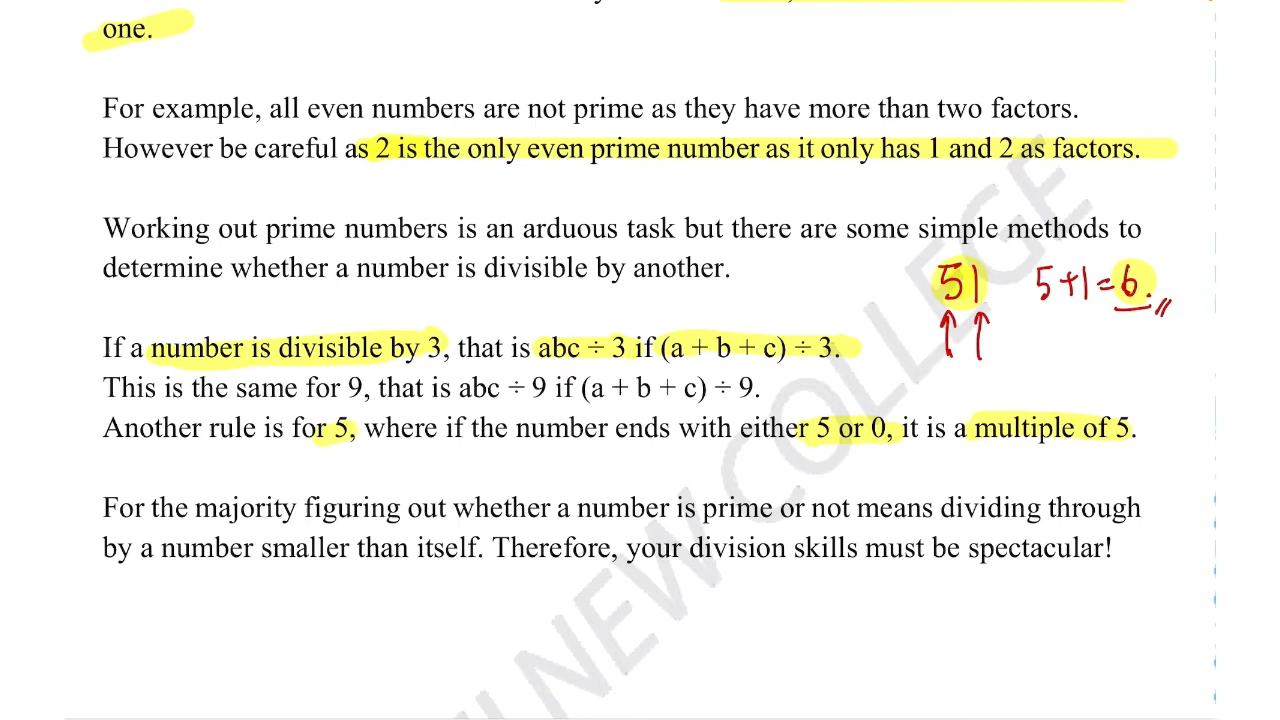 one.
For example, all even numbers are not prime as they have more than two factors.
However be careful as 2 is the only even prime number as it only has 1 and 2 as factors.
Working out prime numbers is an arduous task but there are some simple methods to
determine whether a number is divisible by another.
51 5+1=6.
If a number is divisible by 3, that is abc ÷ 3 if (a + b + c) ÷ 3.
This is the same for 9, that is abc ÷ 9 if (a + b + c) ÷ 9.
Another rule is for 5, where if the number ends with either 5 or 0, it is a multiple of 5.
For the majority figuring out whether a number is prime or not means dividing through
by a number smaller than itself. Therefore, your division skills must be spectacular!
NEW COLLEGE